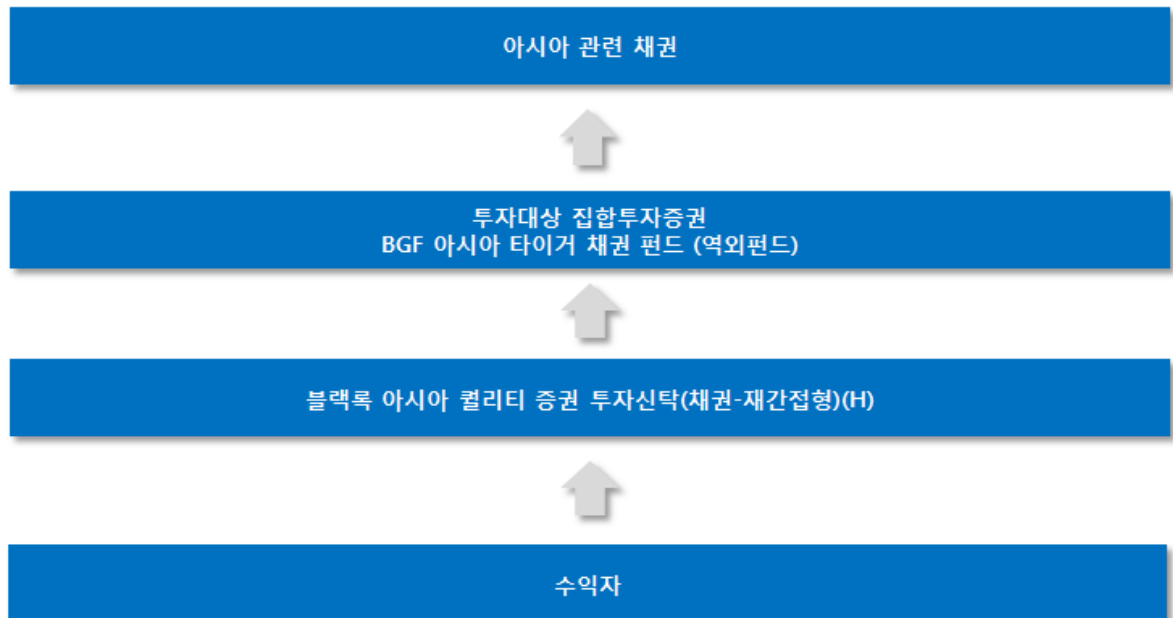 아시아 관련 채권
투자대상 집합투자증권
BGF 아시아 타이거 채권 펀드 (역외펀드)
블랙록 아시아 퀄리티 증권 투자신탁(채권-재간접형)(H)
수익자